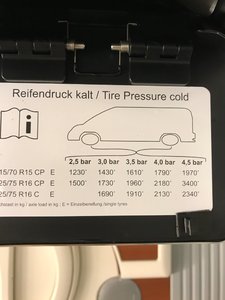 Reifendruck kalt / Tire Pressure cold
2,5 bar 3,0 bar 3,5 bar 4,0 bar 4,5 bar
15/70 R15 CP E 1230* 1430* 1610* 1790* 1970*
25/75 R16 CP E 1500* 1730* 1960* 2180* 3400*
25/75 R16 C E 1690* 1910* 2130* 2340*
in kg / axle load in kg : E = Einzelbereifung /single tyres